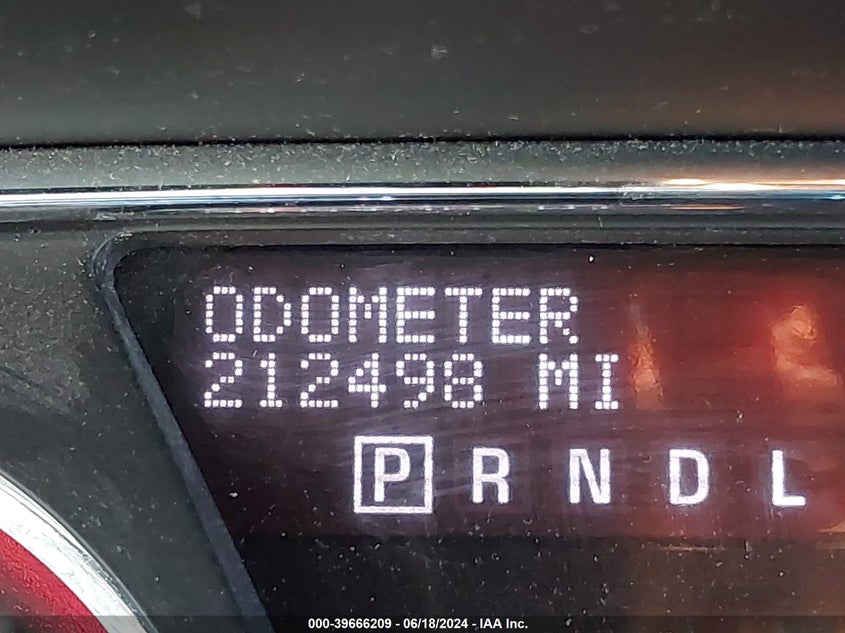 ODOMETER
212498 MI
P R N D L
000-39666209 - 06/18/2024 - IAA Inc.